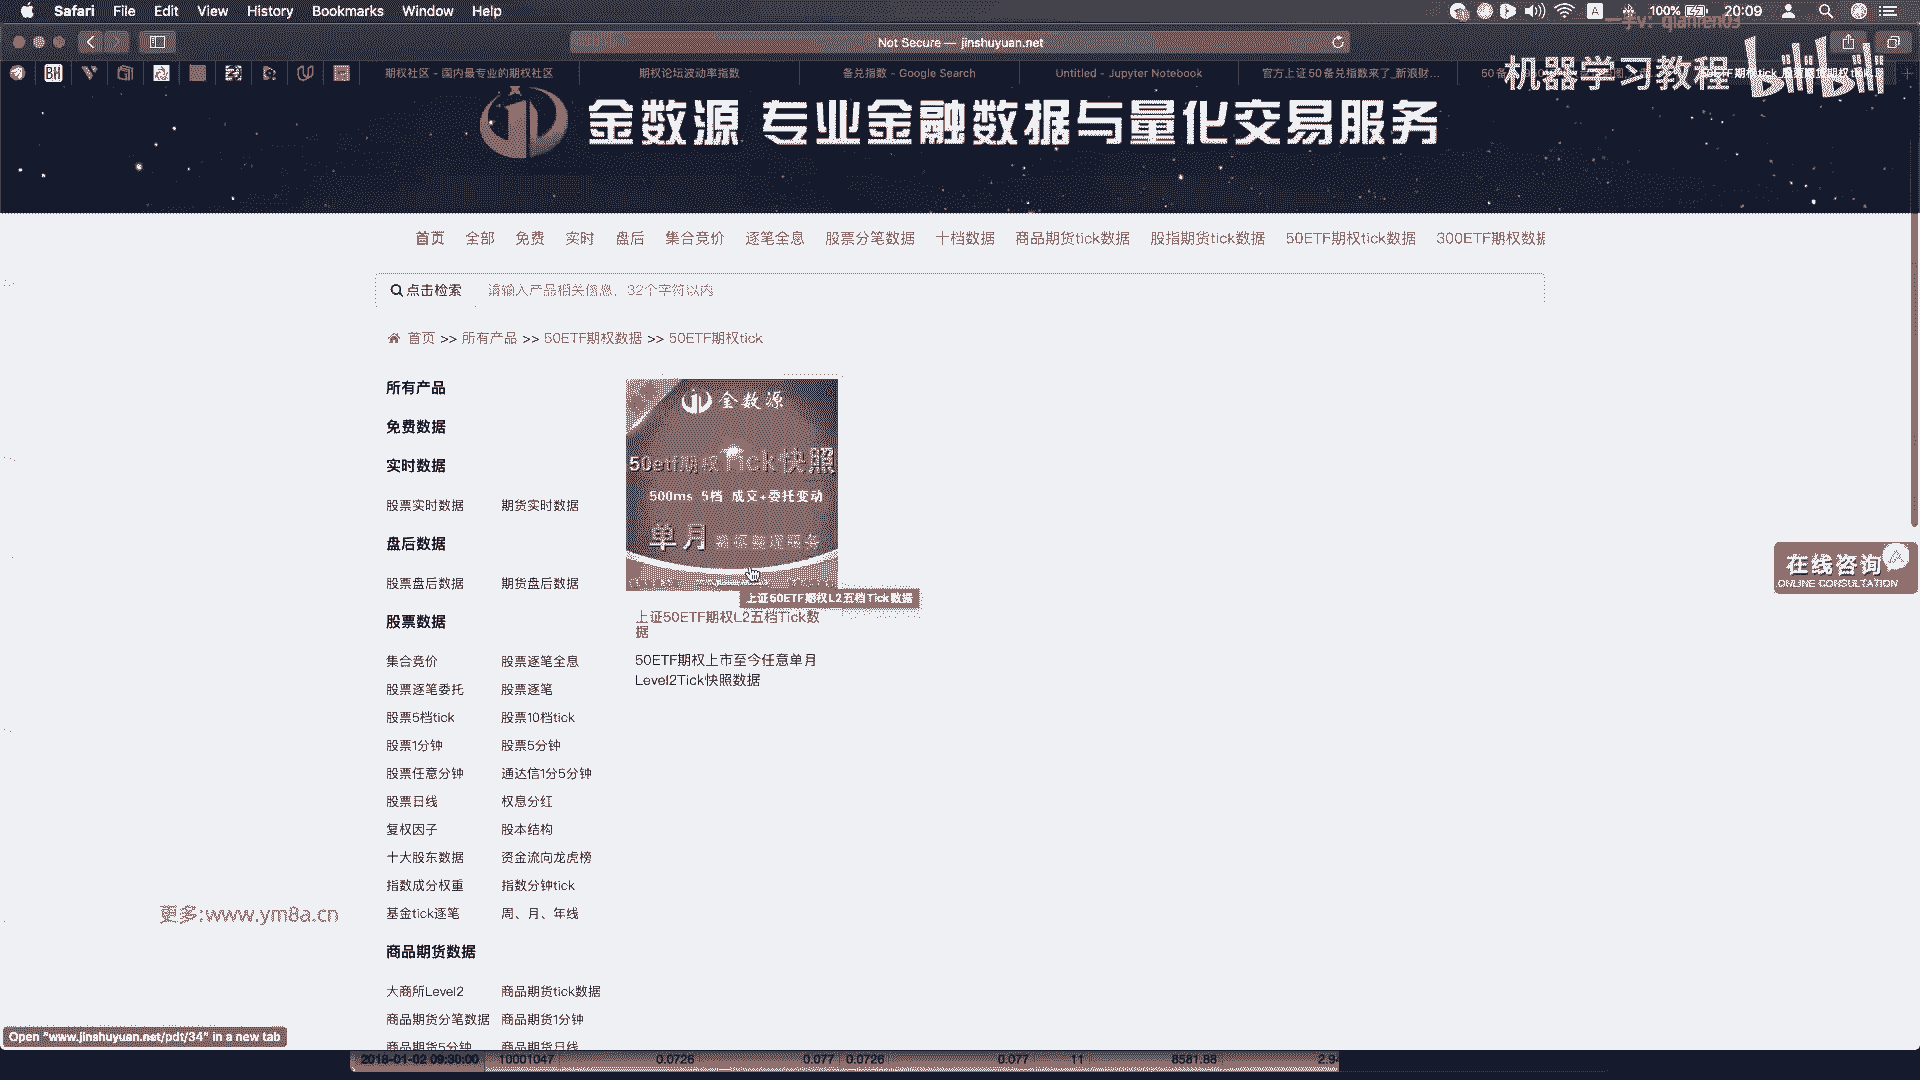 Safari File Edit View History Bookmarks Window Help
100% 20:09
一手v: qianfen03
Not Secure — jinshuyuan.net
机器学习教程 bilibili
期权社区 - 国内最专业的期权社区
期权论坛波动率指数
备兑指数 - Google Search
Untitled - Jupyter Notebook
官方上证50备兑指数来了_新浪财...
金数源 专业金融数据与量化交易服务
首页 全部 免费 实时 盘后 集合竞价 逐笔全息 股票分笔数据 十档数据 商品期货tick数据 股指期货tick数据 50ETF期权tick数据 300ETF期权数据
点击检索 请输入产品相关信息，32个字符以内
首页 >> 所有产品 >> 50ETF期权数据 >> 50ETF期权tick
所有产品
免费数据
实时数据
股票实时数据 期货实时数据
盘后数据
股票盘后数据 期货盘后数据
股票数据
集合竞价 股票逐笔全息
股票逐笔委托 股票逐笔
股票5档tick 股票10档tick
股票1分钟 股票5分钟
股票任意分钟 通达信1分5分钟
股票日线 权息分红
复权因子 股本结构
十大股东数据 资金流向龙虎榜
指数成分权重 指数分钟tick
基金tick逐笔 周、月、年线
商品期货数据
大商所Level2 商品期货tick数据
商品期货分笔数据 商品期货1分钟
商品期货5分钟 商品期货日线
金数源
50etf期权Tick快照
500ms 5档 成交+委托变动
单月 数据整理服务
上证50ETF期权L2五档Tick数据
上证50ETF期权L2五档Tick数
据
50ETF期权上市至今任意单月
Level2Tick快照数据
在线咨询
ONLINE CONSULTATION
更多:www.ym8a.cn
Open "www.jinshuyuan.net/pdt/34" in a new tab
2018-01-02 09:30:00 10001047 0.0726 0.077 0.0726 0.077 11 8581.88 2.9